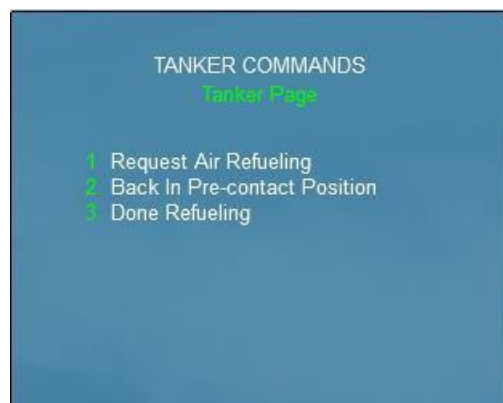 TANKER COMMANDS
Tanker Page
1 Request Air Refueling
2 Back In Pre-contact Position
3 Done Refueling